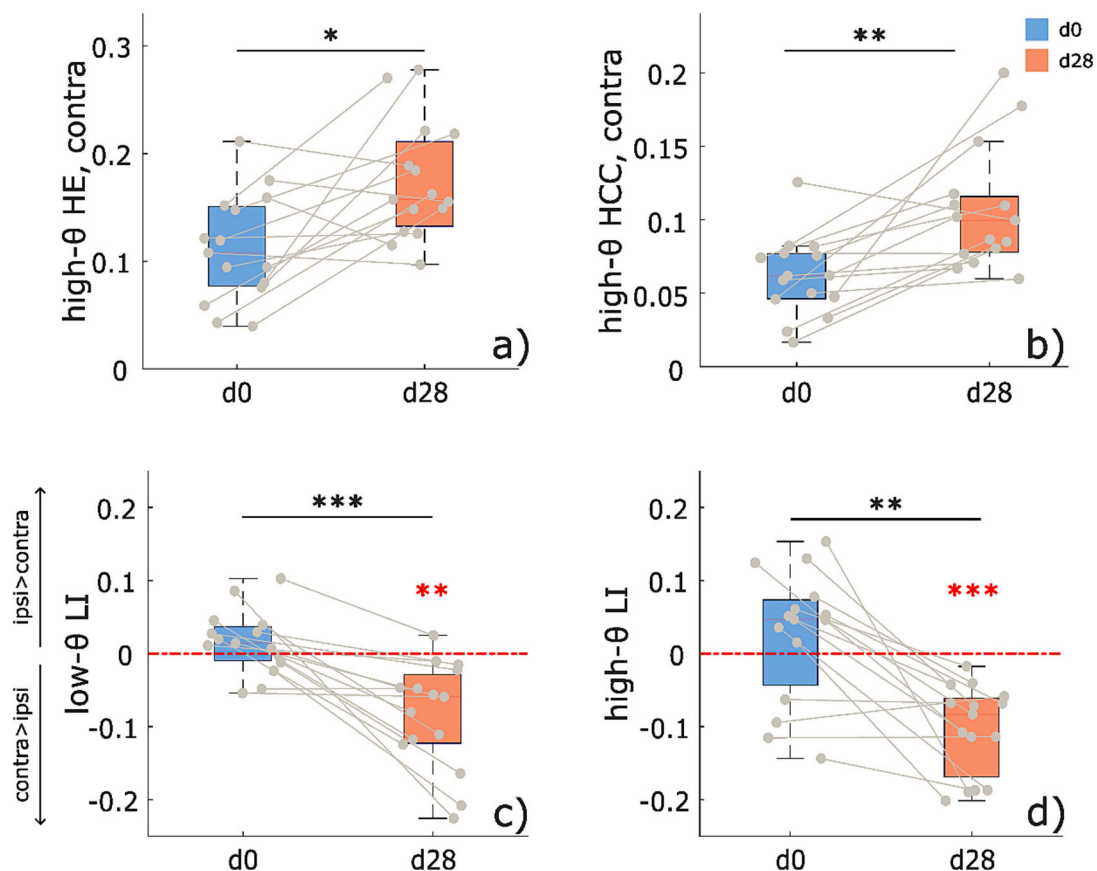 high-θ HE, contra
0.3
0.2
0.1
0
*
d0
d28
a)
high-θ HCC, contra
0.2
0.15
0.1
0.05
0
**
d0
d28
d0
d28
b)
ipsi>contra
contra>ipsi
low-θ LI
0.2
0.1
0
-0.1
-0.2
***
**
d0
d28
c)
high-θ LI
0.2
0.1
0
-0.1
-0.2
**
***
d0
d28
d)